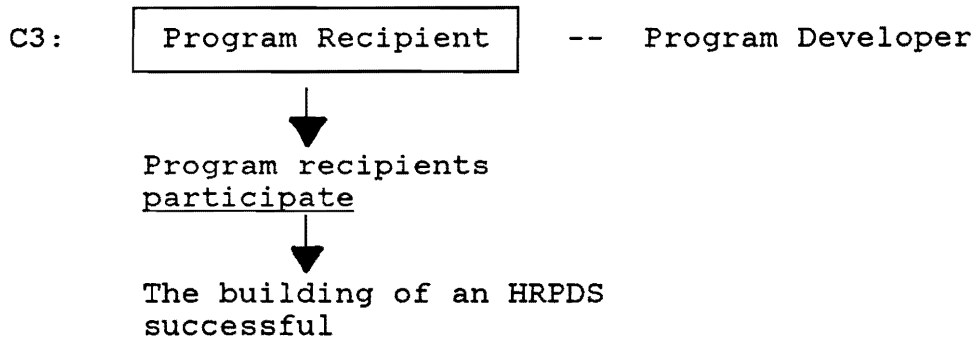 C3: Program Recipient -- Program Developer
Program recipients
participate
The building of an HRPDS
successful